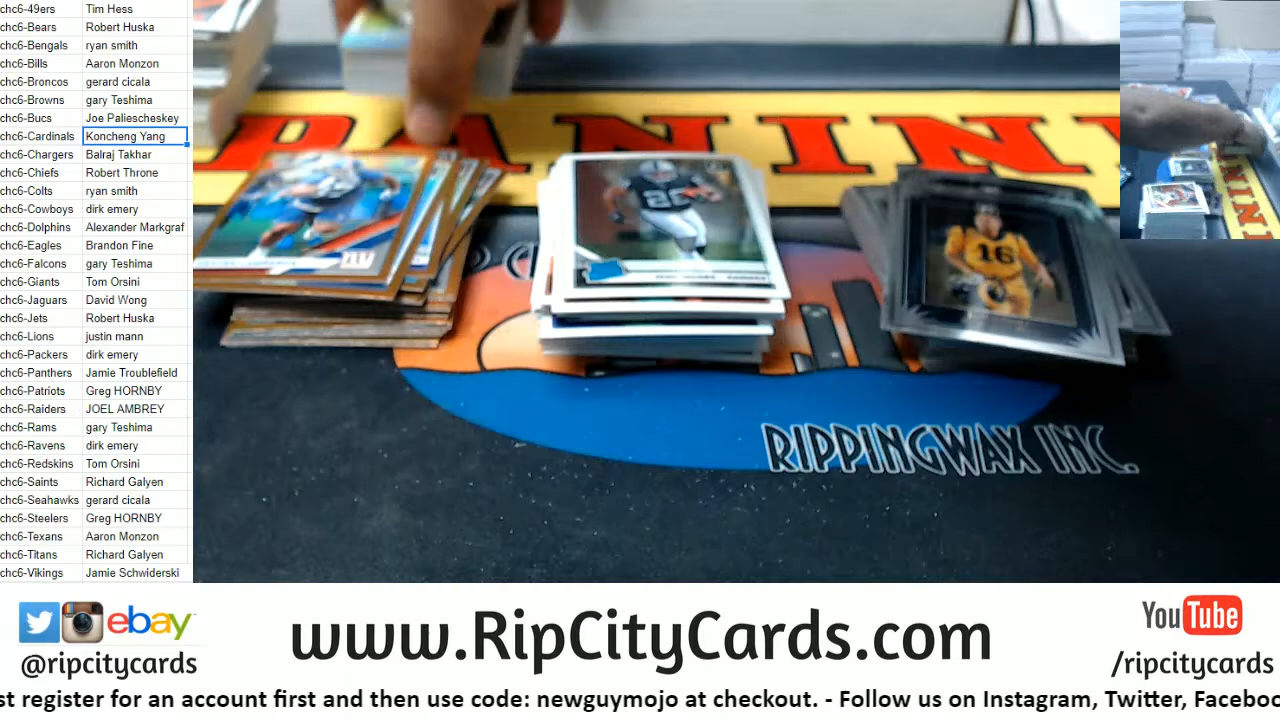 chc6-49ers Tim Hess
chc6-Bears Robert Huska
chc6-Bengals ryan smith
chc6-Bills Aaron Monzon
chc6-Broncos gerard cicala
chc6-Browns gary Teshima
chc6-Bucs Joe Paliescheskey
chc6-Cardinals Koncheng Yang
chc6-Chargers Balraj Takhar
chc6-Chiefs Robert Throne
chc6-Colts ryan smith
chc6-Cowboys dirk emery
chc6-Dolphins Alexander Markgraf
chc6-Eagles Brandon Fine
chc6-Falcons gary Teshima
chc6-Giants Tom Orsini
chc6-Jaguars David Wong
chc6-Jets Robert Huska
chc6-Lions justin mann
chc6-Packers dirk emery
chc6-Panthers Jamie Troublefield
chc6-Patriots Greg HORNBY
chc6-Raiders JOEL AMBREY
chc6-Rams gary Teshima
chc6-Ravens dirk emery
chc6-Redskins Tom Orsini
chc6-Saints Richard Galyen
chc6-Seahawks gerard cicala
chc6-Steelers Greg HORNBY
chc6-Texans Aaron Monzon
chc6-Titans Richard Galyen
chc6-Vikings Jamie Schwiderski
PANINI
16
RIPPINGWAX INC.
ebay
@ripcitycards
www.RipCityCards.com
YouTube
/ripcitycards
st register for an account first and then use code: newguymojo at checkout. - Follow us on Instagram, Twitter, Faceboo